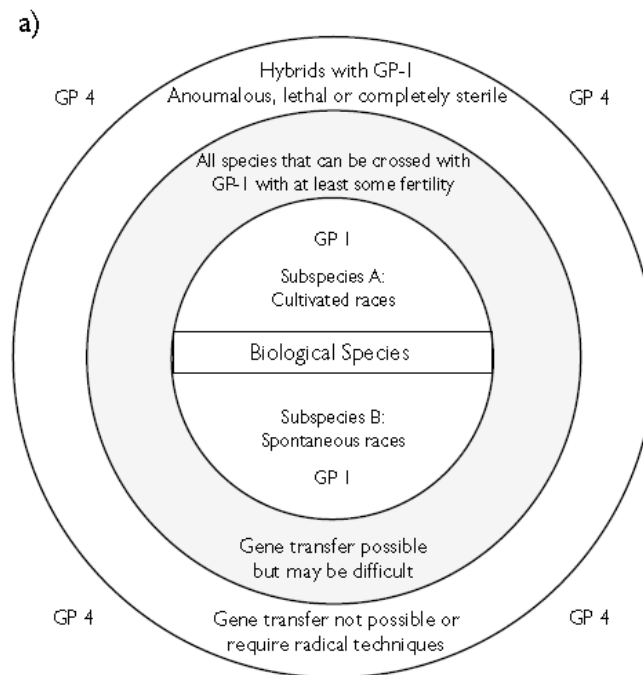 a)
Hybrids with GP-1
Anoumalous, lethal or completely sterile
GP 4
GP 4
All species that can be crossed with
GP-1 with at least some fertility
GP 1
Subspecies A:
Cultivated races
Biological Species
Subspecies B:
Spontaneous races
GP 1
Gene transfer possible
but may be difficult
GP 4
GP 4
Gene transfer not possible or
require radical techniques